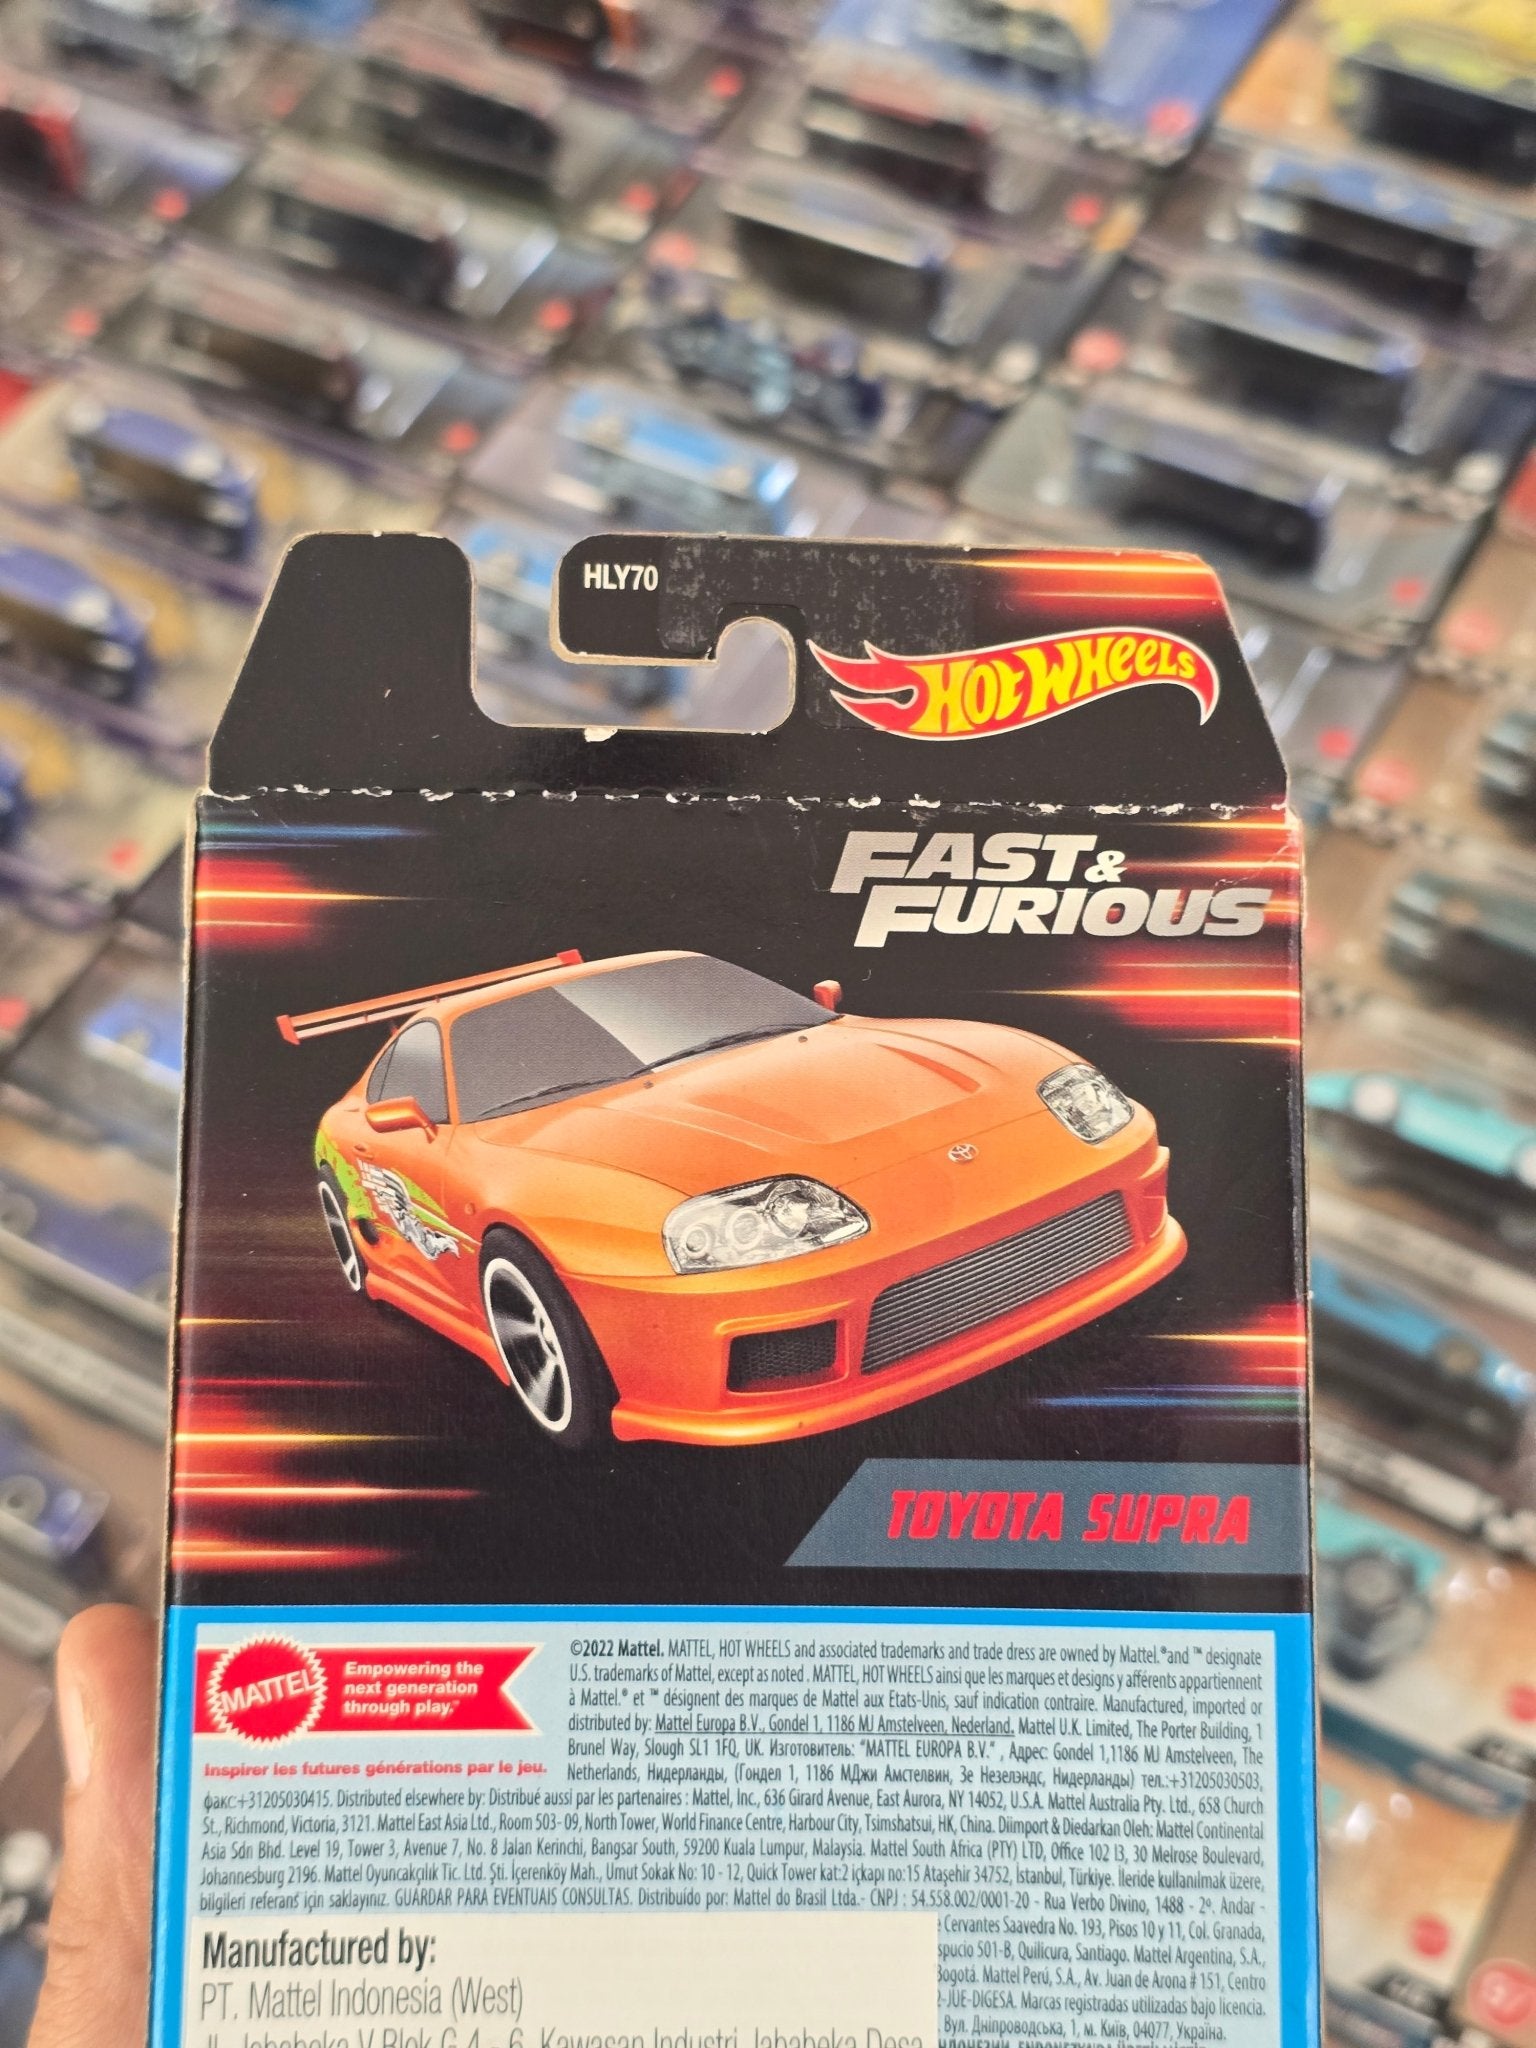 HLY70
HOT WHEELS
FAST &
FURIOUS
TOYOTA SUPRA
MATTEL
Empowering the
next generation
through play.™
Inspirer les futures générations par le jeu.
©2022 Mattel. MATTEL, HOT WHEELS and associated trademarks and trade dress are owned by Mattel.®and ™ designate
U.S. trademarks of Mattel, except as noted . MATTEL, HOT WHEELS ainsi que les marques et designs y afférents appartiennent
à Mattel.® et ™ désignent des marques de Mattel aux Etats-Unis, sauf indication contraire. Manufactured, imported or
distributed by: Mattel Europa B.V., Gondel 1, 1186 MJ Amstelveen, Nederland. Mattel U.K. Limited, The Porter Building, 1
Brunel Way, Slough SL1 1FQ, UK. Изготовитель: "MATTEL EUROPA B.V." , Адрес: Gondel 1,1186 MJ Amstelveen, The
Netherlands, Нидерланды, (Гондел 1, 1186 МДжи Амстелвин, Зе Незелэндс, Нидерланды) тел.:+31205030503,
факс+31205030415. Distributed elsewhere by: Distribué aussi par les partenaires : Mattel, Inc., 636 Girard Avenue, East Aurora, NY 14052, U.S.A. Mattel Australia Pty. Ltd., 658 Church
St., Richmond, Victoria, 3121. Mattel East Asia Ltd., Room 503-09, North Tower, World Finance Centre, Harbour City, Tsimshatsui, HK, China. Diimport & Diedarkan Oleh: Mattel Continental
Asia Sdn Bhd. Level 19, Tower 3, Avenue 7, No. 8 Jalan Kerinchi, Bangsar South, 59200 Kuala Lumpur, Malaysia. Mattel South Africa (PTY) LTD, Office 102 I3, 30 Melrose Boulevard,
Johannesburg 2196. Mattel Oyuncakçılık Tic. Ltd. Şti. İçerenköy Mah., Umut Sokak No: 10 - 12, Quick Tower kat:2 içkapı no:15 Ataşehir 34752, İstanbul, Türkiye. İleride kullanılmak üzere,
bilgileri referans için saklayınız. GUARDAR PARA EVENTUAIS CONSULTAS. Distribuído por: Mattel do Brasil Ltda.- CNPJ : 54.558.002/0001-20 - Rua Verbo Divino, 1488 - 2º. Andar -
Cervantes Saavedra No. 193, Pisos 10 y 11, Col. Granada,
501-B, Quilicura, Santiago. Mattel Argentina, S.A.,
Bogotá. Mattel Perú, S.A., Av. Juan de Arona # 151, Centro
-JUE-DIGESA. Marcas registradas utilizadas bajo licencia.
Вул. Дніпроводська, 1, м. Київ, 04077, Україна.
Manufactured by:
PT. Mattel Indonesia (West)
Jl. Jababeka V Blok G 4 - 6, Kawasan Industri Jababeka Desa